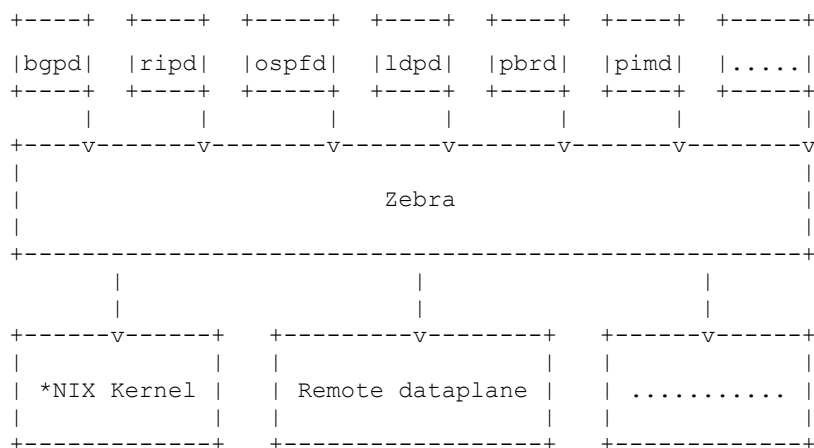 bgpd ripd ospfd ldpd pbrd pimd .....
Zebra
*NIX Kernel Remote dataplane ...........